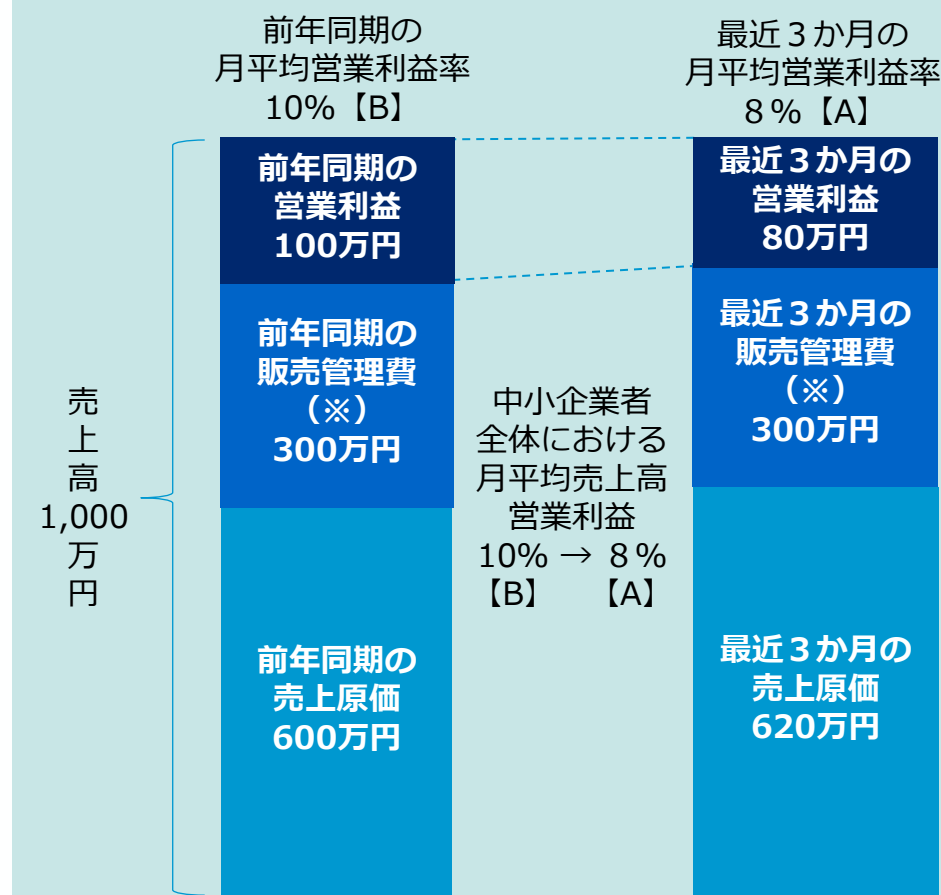 前年同期の
月平均営業利益率
10%【B】
最近３か月の
月平均営業利益率
８%【A】
売
上
高
1,000
万
円
前年同期の
営業利益
100万円
前年同期の
販売管理費
（※）
300万円
前年同期の
売上原価
600万円
中小企業者
全体における
月平均売上高
営業利益
10% → ８%
【B】　　【A】
最近３か月の
営業利益
80万円
最近３か月の
販売管理費
（※）
300万円
最近３か月の
売上原価
620万円